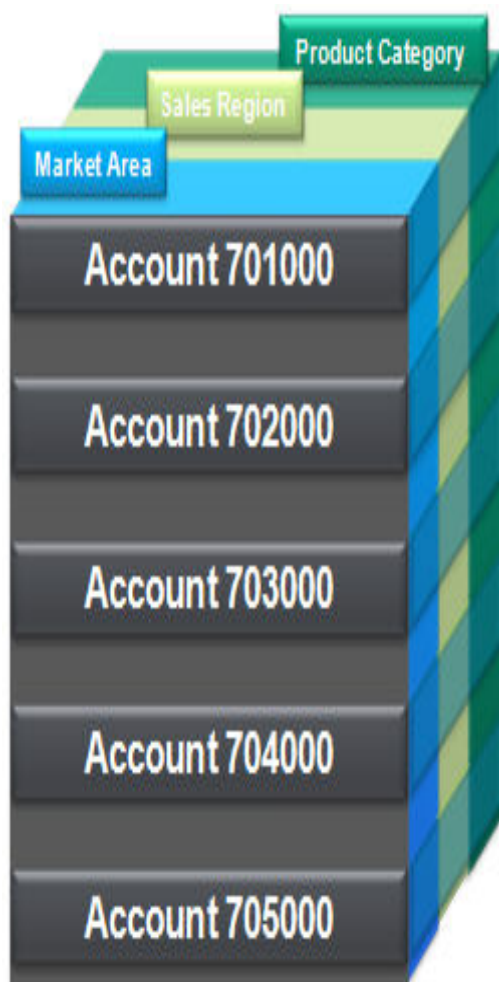 Product Category
Sales Region
Market Area
Account 701000
Account 702000
Account 703000
Account 704000
Account 705000